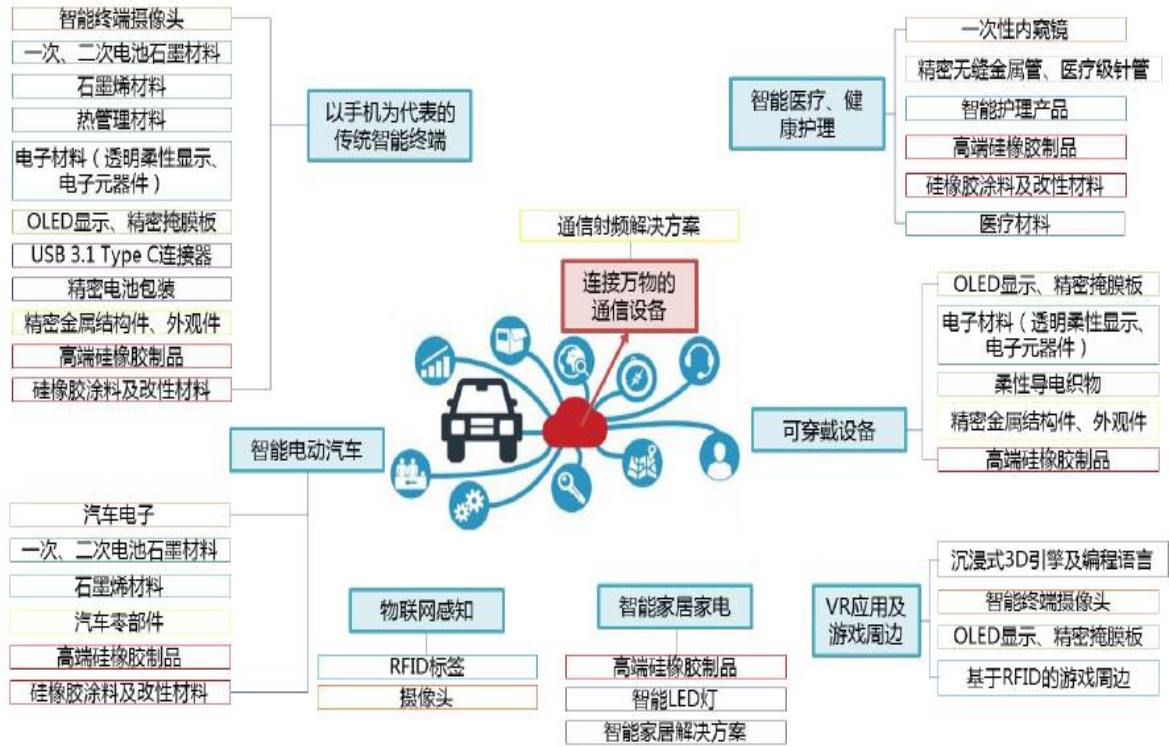 智能终端摄像头
一次、二次电池石墨材料
石墨烯材料
热管理材料
电子材料（透明柔性显示、
电子元器件）
OLED显示、精密掩膜板
USB 3.1 Type C连接器
精密电池包装
精密金属结构件、外观件
高端硅橡胶制品
硅橡胶涂料及改性材料
以手机为代表的
传统智能终端
智能医疗、健
康护理
一次性内窥镜
精密无缝金属管、医疗级针管
智能护理产品
高端硅橡胶制品
硅橡胶涂料及改性材料
医疗材料
通信射频解决方案
连接万物的
通信设备
可穿戴设备
OLED显示、精密掩膜板
电子材料（透明柔性显示、
电子元器件）
柔性导电织物
精密金属结构件、外观件
高端硅橡胶制品
智能电动汽车
汽车电子
一次、二次电池石墨材料
石墨烯材料
汽车零部件
高端硅橡胶制品
硅橡胶涂料及改性材料
物联网感知
RFID标签
摄像头
智能家居家电
高端硅橡胶制品
智能LED灯
智能家居解决方案
VR应用及
游戏周边
沉浸式3D引擎及编程语言
智能终端摄像头
OLED显示、精密掩膜板
基于RFID的游戏周边